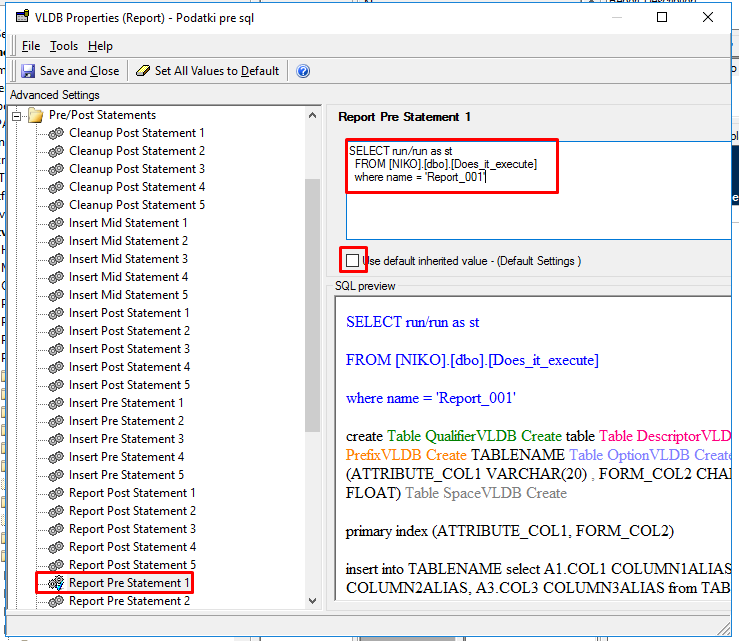 VLDB Properties (Report) - Podatki pre sql
File Tools Help
Save and Close Set All Values to Default
Advanced Settings
Pre/Post Statements
Cleanup Post Statement 1
Cleanup Post Statement 2
Cleanup Post Statement 3
Cleanup Post Statement 4
Cleanup Post Statement 5
Insert Mid Statement 1
Insert Mid Statement 2
Insert Mid Statement 3
Insert Mid Statement 4
Insert Mid Statement 5
Insert Post Statement 1
Insert Post Statement 2
Insert Post Statement 3
Insert Post Statement 4
Insert Post Statement 5
Insert Pre Statement 1
Insert Pre Statement 2
Insert Pre Statement 3
Insert Pre Statement 4
Insert Pre Statement 5
Report Post Statement 1
Report Post Statement 2
Report Post Statement 3
Report Post Statement 4
Report Post Statement 5
Report Pre Statement 1
Report Pre Statement 2
Report Pre Statement 1
SELECT run/run as st
FROM [NIKO].[dbo].[Does_it_execute]
where name = 'Report_001'
Use default inherited value - (Default Settings )
SQL preview
SELECT run/run as st
FROM [NIKO].[dbo].[Does_it_execute]
where name = 'Report_001'
create Table QualifierVLDB Create table Table DescriptorVLD
PrefixVLDB Create TABLENAME Table OptionVLDB Create
(ATTRIBUTE_COL1 VARCHAR(20) , FORM_COL2 CHA
FLOAT) Table SpaceVLDB Create
primary index (ATTRIBUTE_COL1, FORM_COL2)
insert into TABLENAME select A1.COL1 COLUMN1ALIAS
COLUMN2ALIAS, A3.COL3 COLUMN3ALIAS from TAB